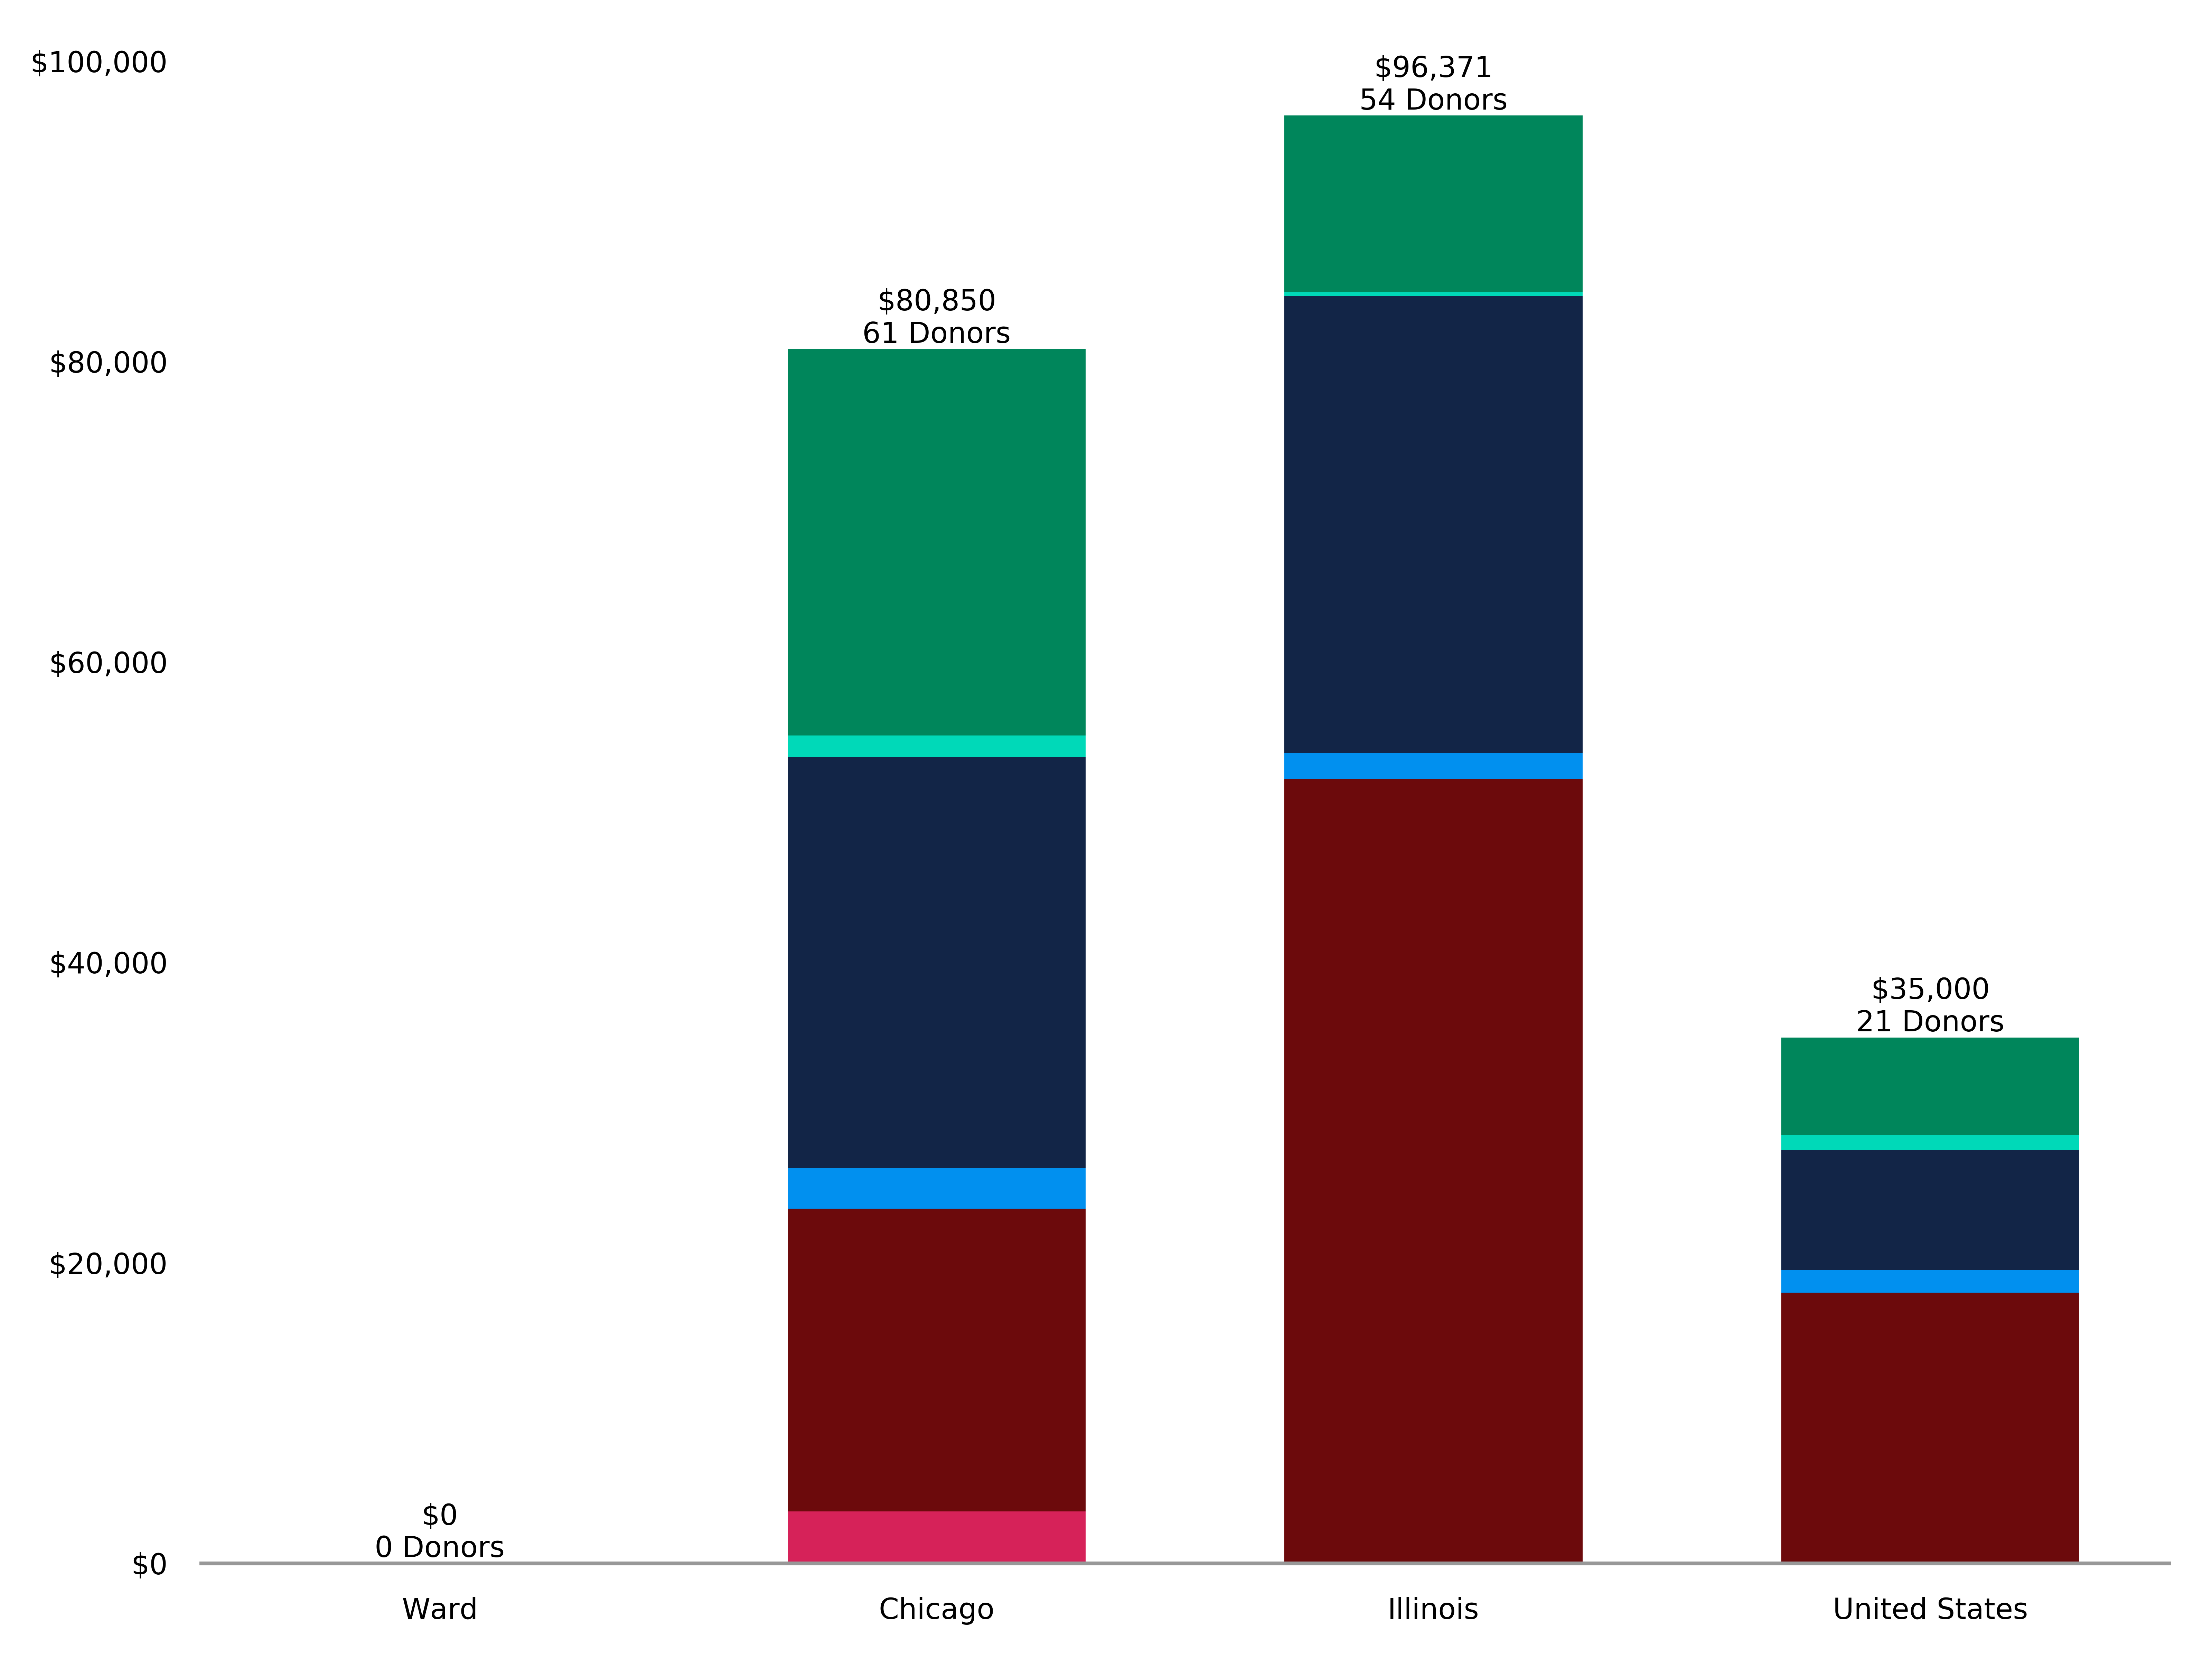 $100,000
$80,000
$60,000
$40,000
$20,000
$0
$0
0 Donors
$80,850
61 Donors
$96,371
54 Donors
$35,000
21 Donors
Ward
Chicago
Illinois
United States